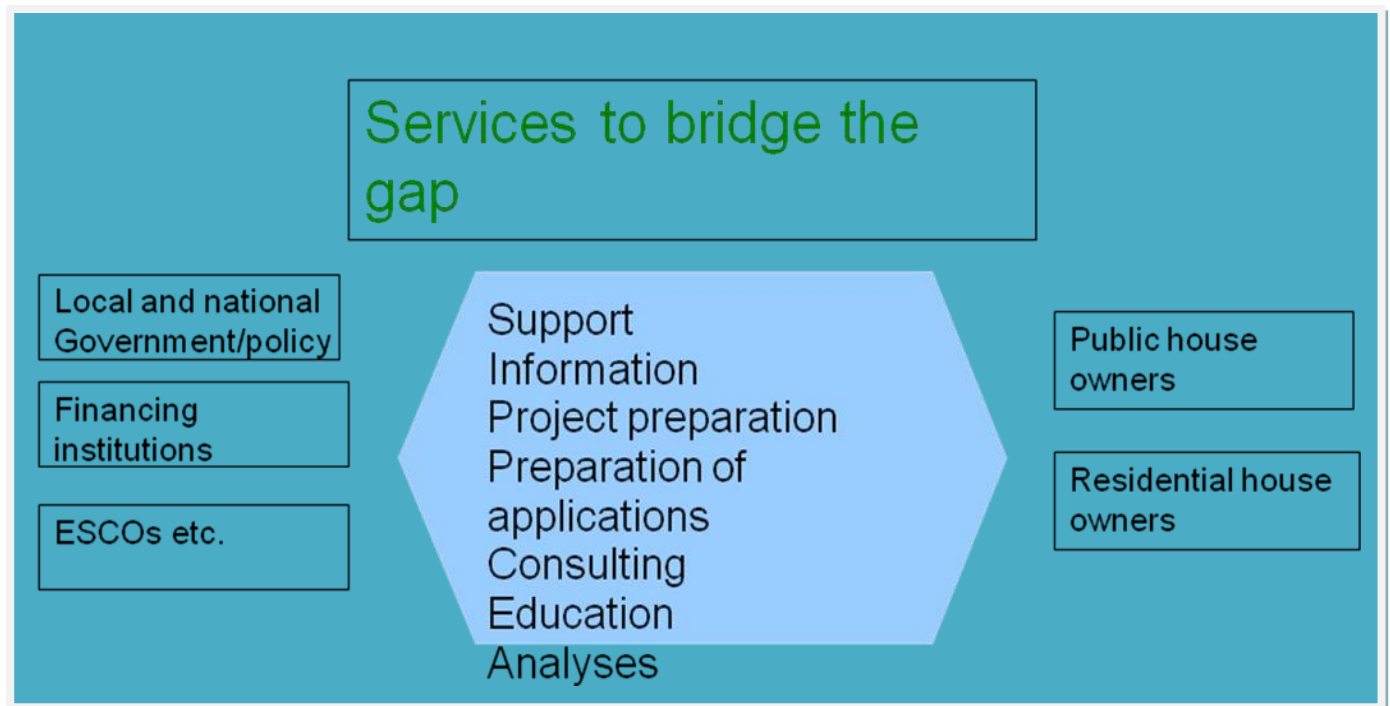 Services to bridge the
gap
Local and national
Government/policy
Financing
institutions
ESCOs etc.
Support
Information
Project preparation
Preparation of
applications
Consulting
Education
Analyses
Public house
owners
Residential house
owners